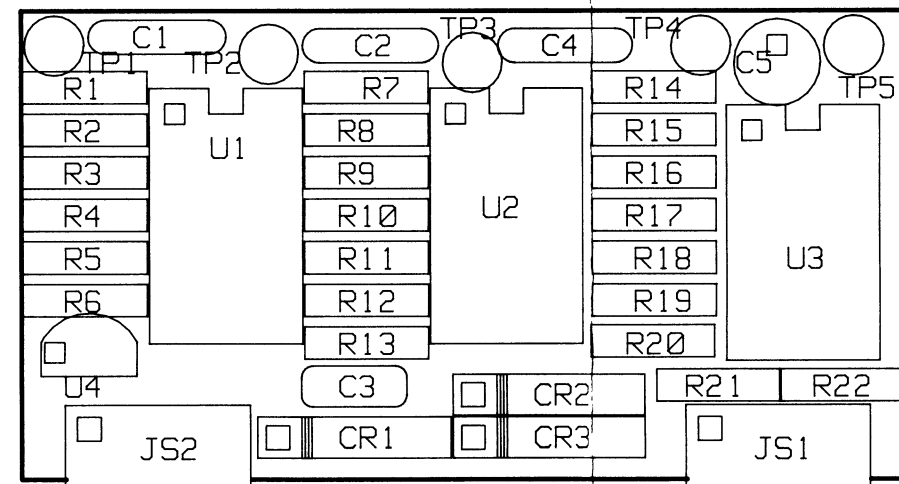 C1 C2 TP3 C4 TP4
TP1 TP2 C5 TP5
R1 R7 R14
R2 U1 R8 R15
R3 R9 R16
R4 R10 U2 R17
R5 R11 R18 U3
R6 R12 R19
R13 R20
U4 C3 CR2 R21 R22
JS2 CR1 CR3 JS1